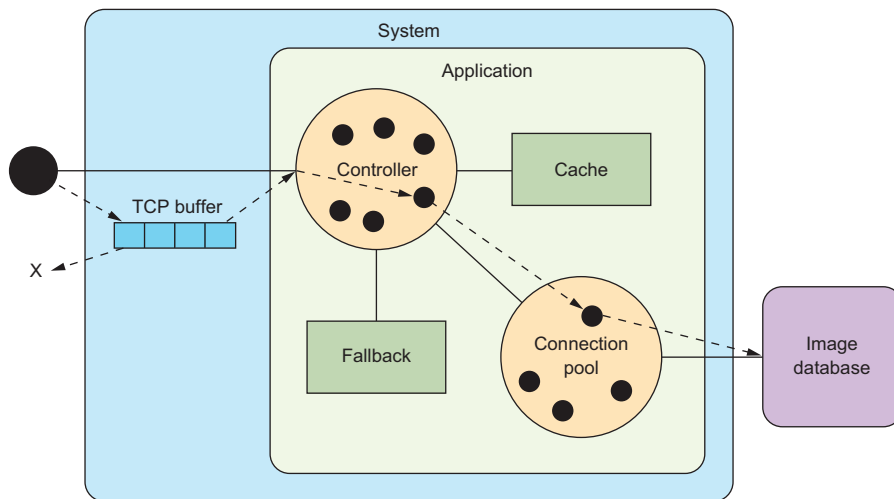 System
Application
Controller
Cache
TCP buffer
X
Fallback
Connection
pool
Image
database